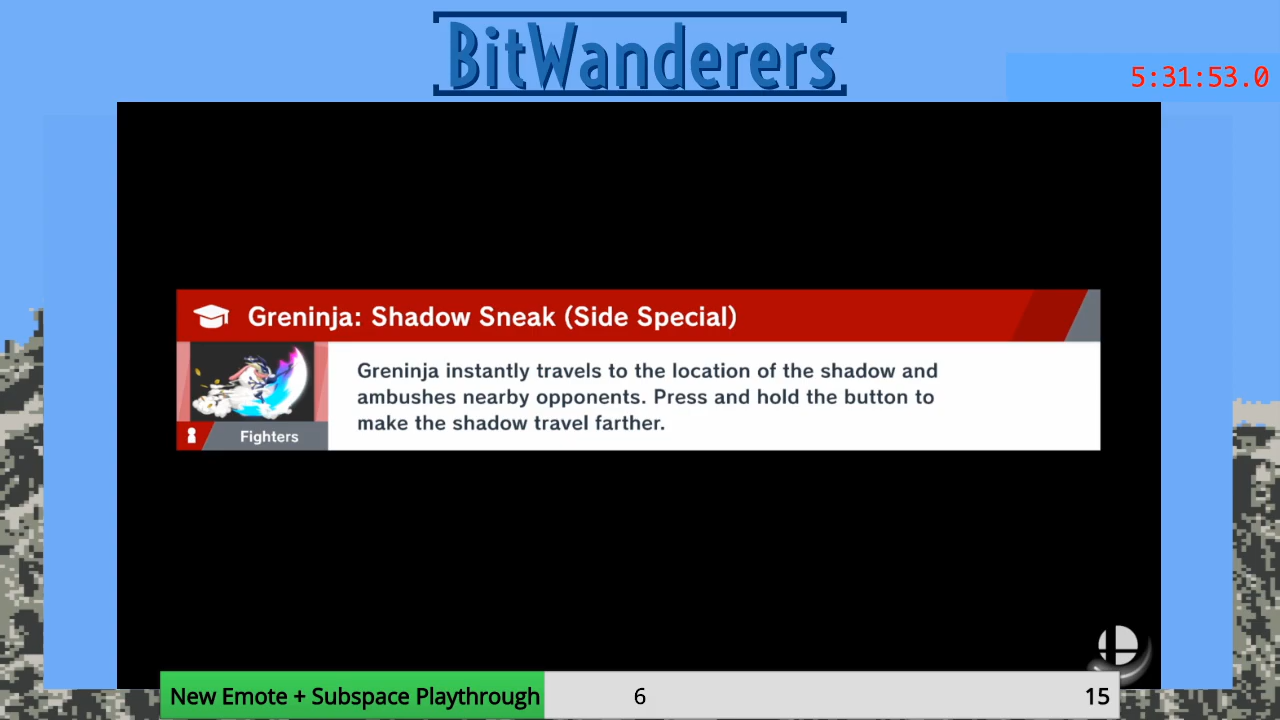 BitWanderers
5:31:53.0
Greninja: Shadow Sneak (Side Special)
Greninja instantly travels to the location of the shadow and
ambushes nearby opponents. Press and hold the button to
make the shadow travel farther.
Fighters
New Emote + Subspace Playthrough 6 15